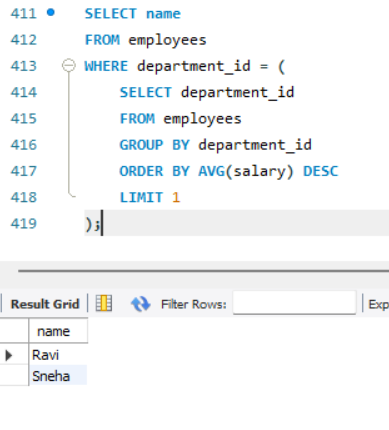 411 SELECT name
412 FROM employees
413 WHERE department_id = (
414 SELECT department_id
415 FROM employees
416 GROUP BY department_id
417 ORDER BY AVG(salary) DESC
418 LIMIT 1
419 );
Result Grid Filter Rows: Exp
name
Ravi
Sneha